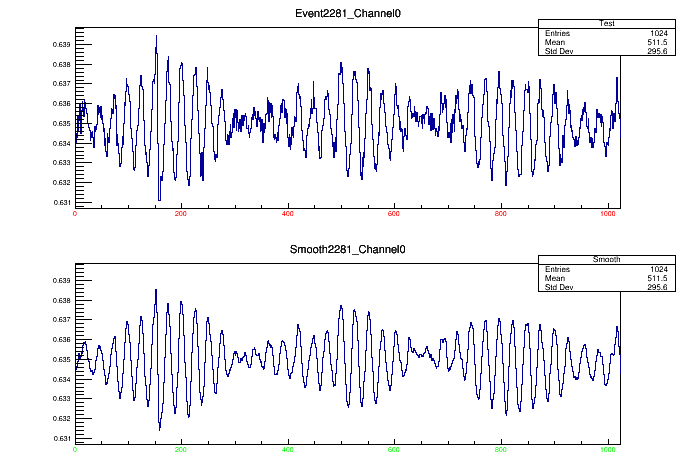 Event2281_Channel0
Test
Entries 1024
Mean 511.5
Std Dev 295.6
0.639
0.638
0.637
0.636
0.635
0.634
0.633
0.632
0.631
0 200 400 600 800 1000
Smooth2281_Channel0
Smooth
Entries 1024
Mean 511.5
Std Dev 295.6
0.639
0.638
0.637
0.636
0.635
0.634
0.633
0.632
0.631
0 200 400 600 800 1000